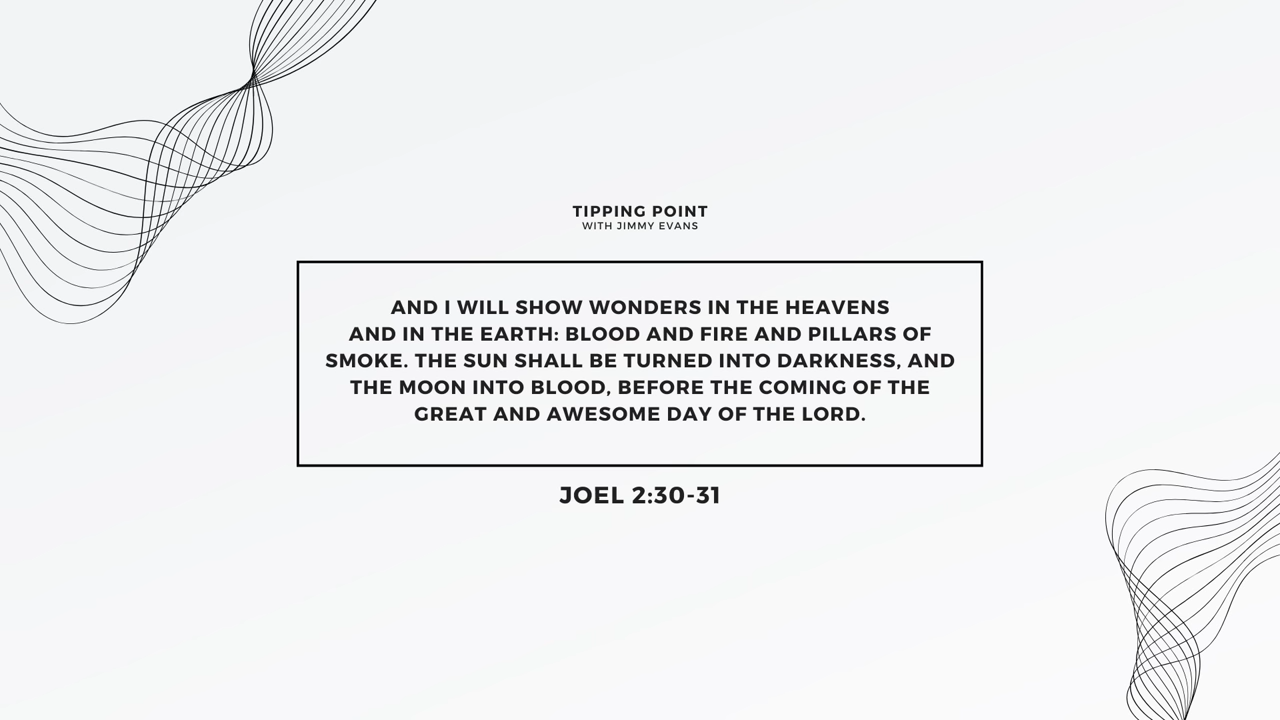 TIPPING POINT
WITH JIMMY EVANS
AND I WILL SHOW WONDERS IN THE HEAVENS
AND IN THE EARTH: BLOOD AND FIRE AND PILLARS OF
SMOKE. THE SUN SHALL BE TURNED INTO DARKNESS, AND
THE MOON INTO BLOOD, BEFORE THE COMING OF THE
GREAT AND AWESOME DAY OF THE LORD.
JOEL 2:30-31